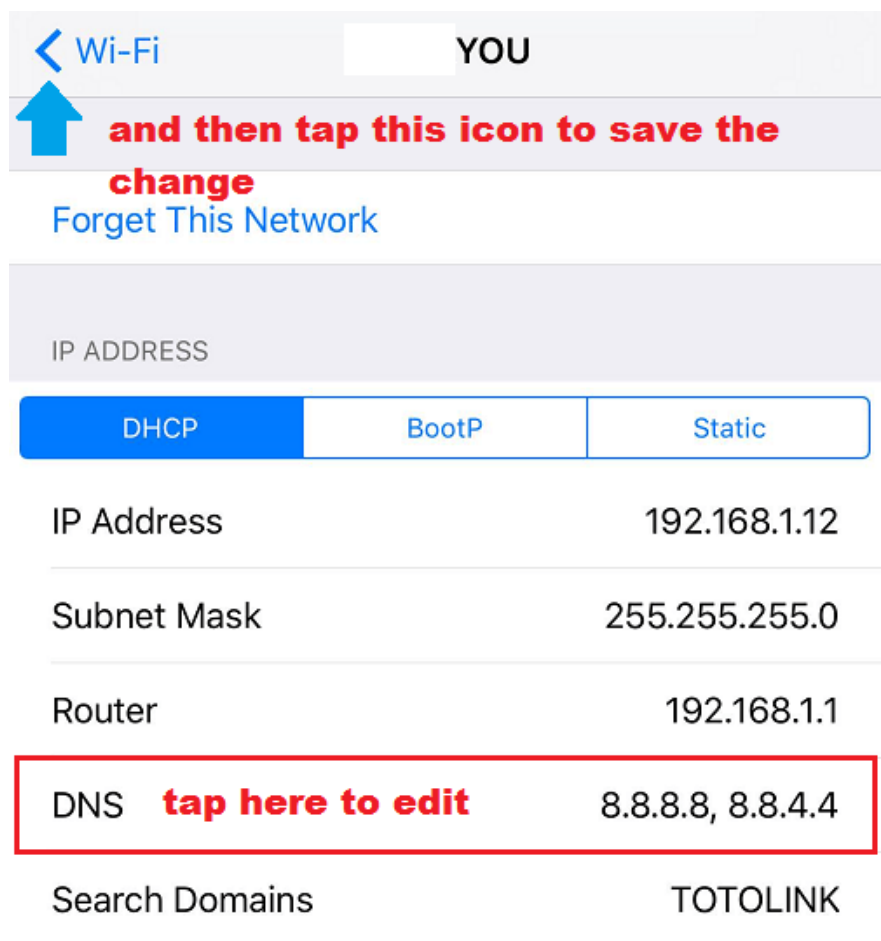 Wi-Fi YOU
and then tap this icon to save the
change
Forget This Network
IP ADDRESS
DHCP BootP Static
IP Address 192.168.1.12
Subnet Mask 255.255.255.0
Router 192.168.1.1
DNS tap here to edit 8.8.8.8, 8.8.4.4
Search Domains TOTOLINK